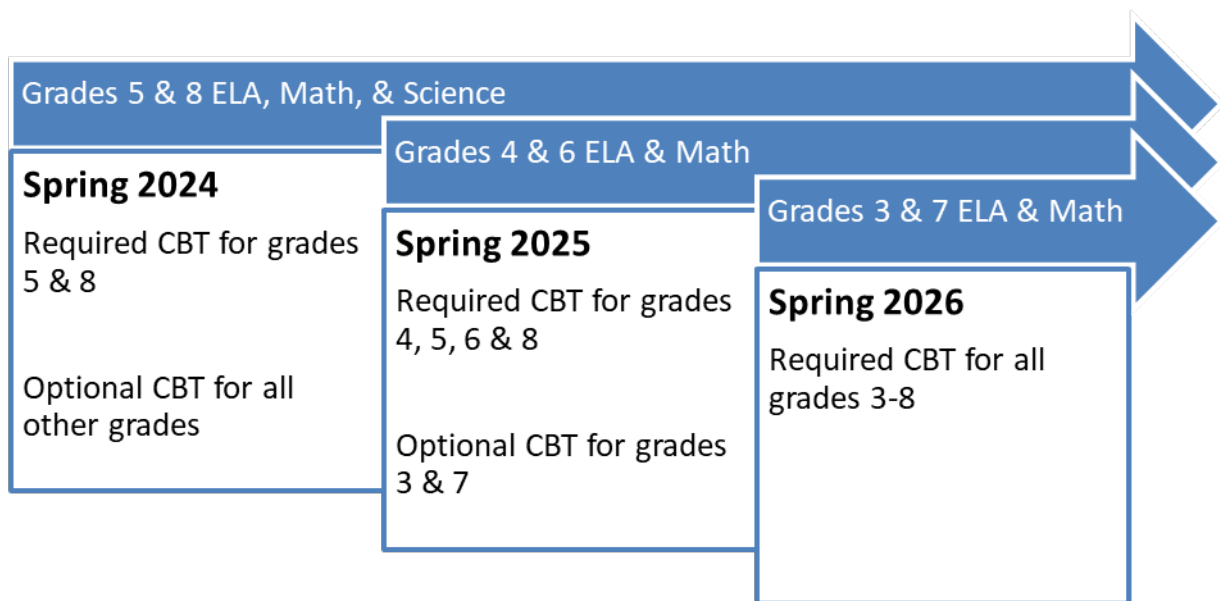 Grades 5 & 8 ELA, Math, & Science
Spring 2024
Required CBT for grades
5 & 8
Optional CBT for all
other grades
Grades 4 & 6 ELA & Math
Spring 2025
Required CBT for grades
4, 5, 6 & 8
Optional CBT for grades
3 & 7
Grades 3 & 7 ELA & Math
Spring 2026
Required CBT for all
grades 3-8